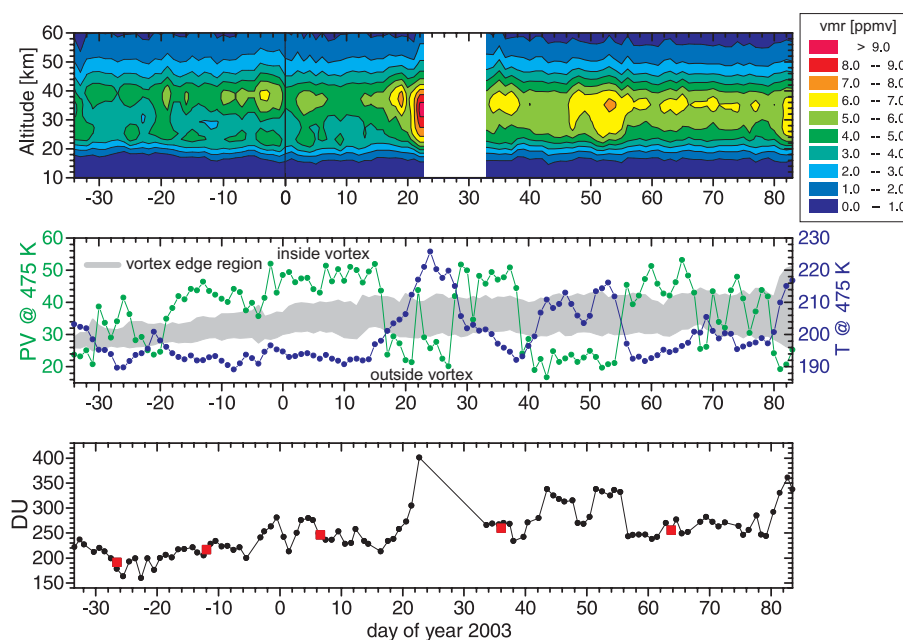 vmr [ppmv]
> 9.0
8.0 -- 9.0
7.0 -- 8.0
6.0 -- 7.0
5.0 -- 6.0
4.0 -- 5.0
3.0 -- 4.0
2.0 -- 3.0
1.0 -- 2.0
0.0 -- 1.0
Altitude [km]
60
50
40
30
20
10
-30 -20 -10 0 0 10 20 30 40 50 60 70 80
PV @ 475 K
60
50
40
30
20
vortex edge region
inside vortex
outside vortex
230
220
210
200
190
T @ 475 K
-30 -20 -10 0 10 20 30 40 50 60 70 80
DU
400
350
300
250
200
150
-30 -20 -10 0 10 20 30 40 50 60 70 80
day of year 2003